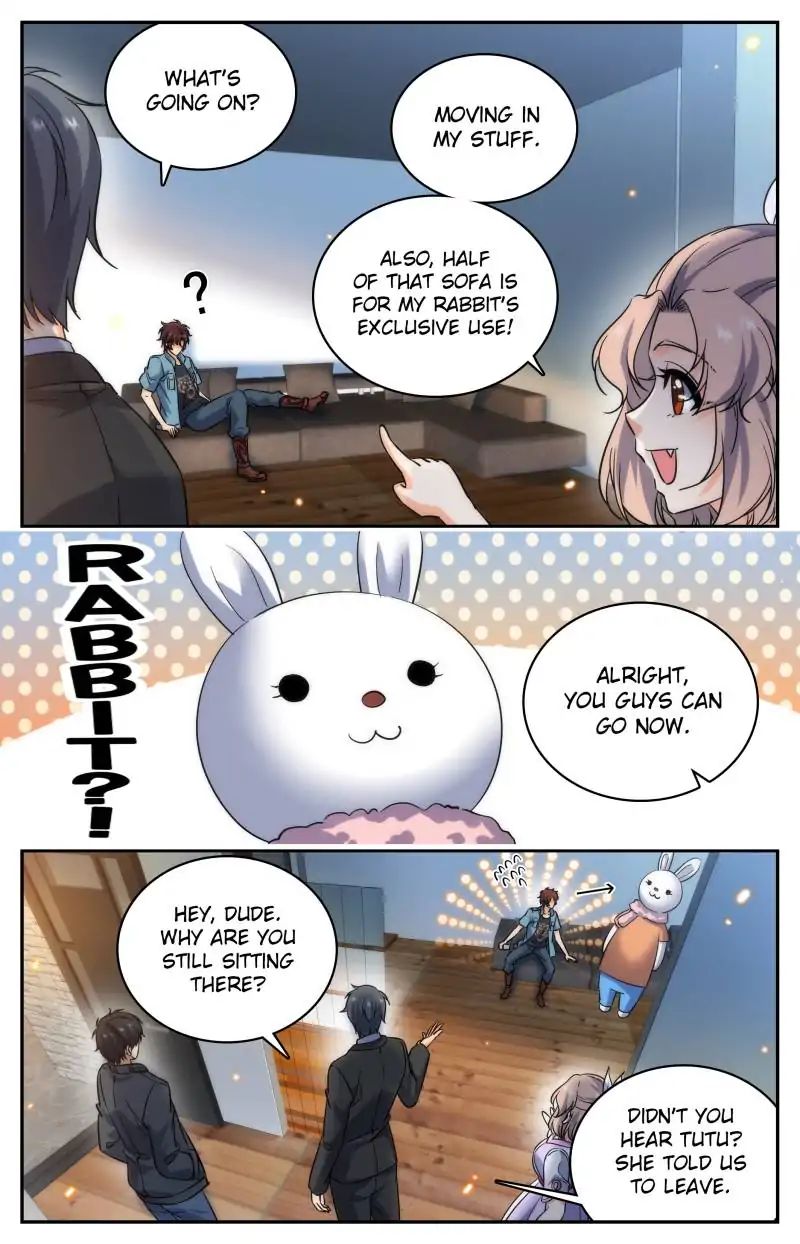 WHAT'S
GOING ON?
MOVING IN
MY STUFF.
ALSO, HALF
OF THAT SOFA IS
FOR MY RABBIT'S
EXCLUSIVE USE!
?
RABBIT?!
ALRIGHT,
YOU GUYS CAN
GO NOW.
HEY, DUDE.
WHY ARE YOU
STILL SITTING
THERE?
DIDN'T YOU
HEAR TUTU?
SHE TOLD US
TO LEAVE.